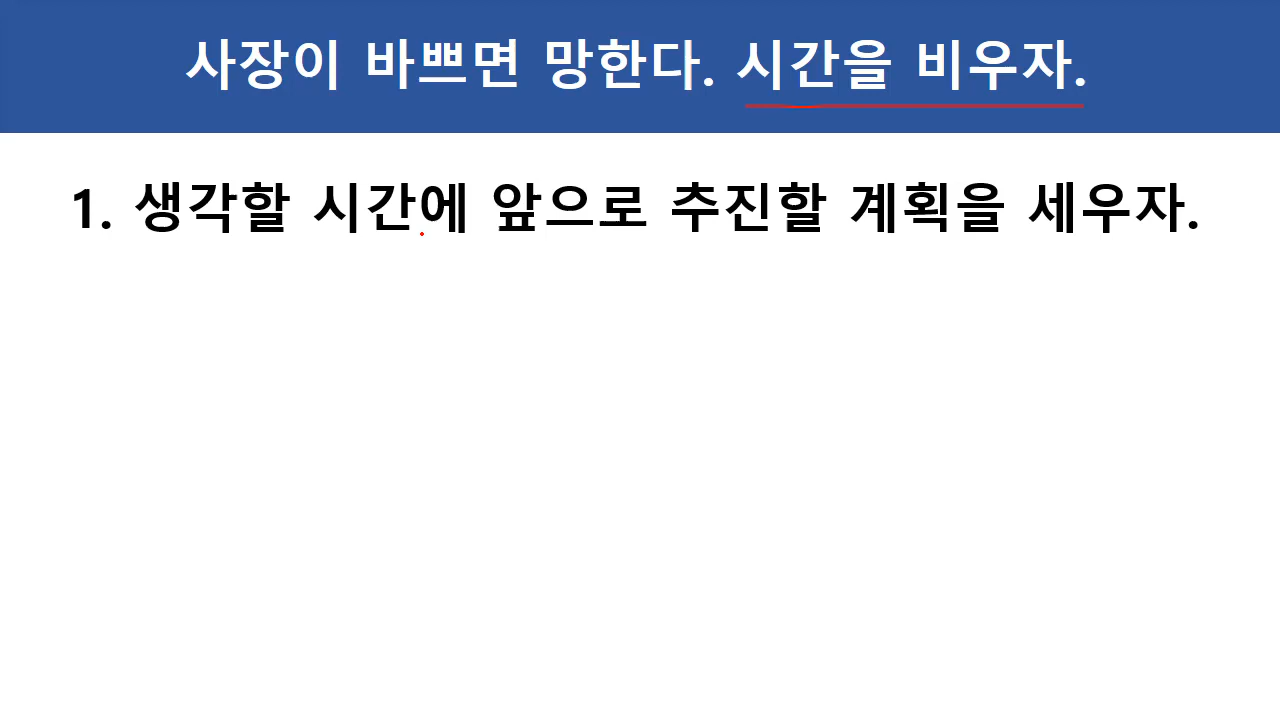 사장이 바쁘면 망한다. 시간을 비우자.
1. 생각할 시간에 앞으로 추진할 계획을 세우자.